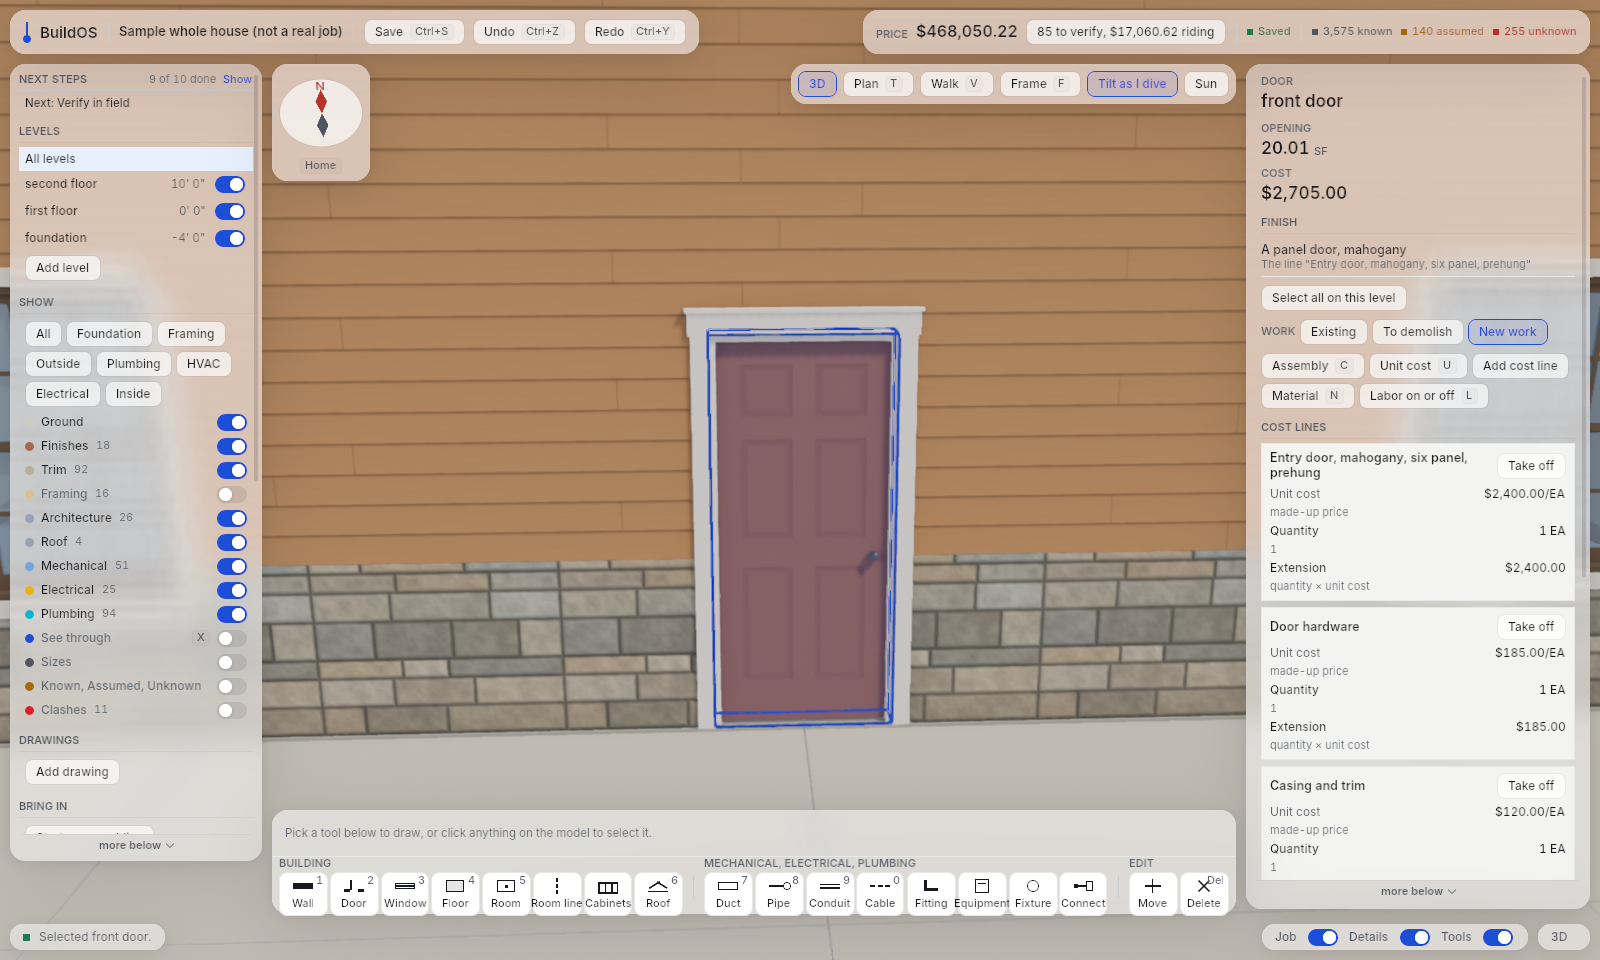 BuildOS
Sample whole house (not a real job)
Save Ctrl+S
Undo Ctrl+Z
Redo Ctrl+Y
PRICE $468,050.22
85 to verify, $17,060.62 riding
Saved
3,575 known
140 assumed
255 unknown
NEXT STEPS 9 of 10 done Show
Next: Verify in field
LEVELS
All levels
second floor 10' 0"
first floor 0' 0"
foundation -4' 0"
Add level
SHOW
All Foundation Framing
Outside Plumbing HVAC
Electrical Inside
Ground
Finishes 18
Trim 92
Framing 16
Architecture 26
Roof 4
Mechanical 51
Electrical 25
Plumbing 94
See through X
Sizes
Known, Assumed, Unknown
Clashes 11
DRAWINGS
Add drawing
BRING IN
more below
N
Home
3D
Plan T
Walk V
Frame F
Tilt as I dive
Sun
DOOR
front door
OPENING
20.01 SF
COST
$2,705.00
FINISH
A panel door, mahogany
The line "Entry door, mahogany, six panel, prehung"
Select all on this level
WORK Existing To demolish New work
Assembly C Unit cost U Add cost line
Material N Labor on or off L
COST LINES
Entry door, mahogany, six panel,
prehung
Take off
Unit cost $2,400.00/EA
made-up price
Quantity 1 EA
1
Extension $2,400.00
quantity × unit cost
Door hardware Take off
Unit cost $185.00/EA
made-up price
Quantity 1 EA
1
Extension $185.00
quantity × unit cost
Casing and trim Take off
Unit cost $120.00/EA
made-up price
Quantity 1 EA
1
more below
Pick a tool below to draw, or click anything on the model to select it.
BUILDING
1 Wall
2 Door
3 Window
4 Floor
5 Room
Room line
Cabinets
6 Roof
MECHANICAL, ELECTRICAL, PLUMBING
7 Duct
8 Pipe
9 Conduit
0 Cable
Fitting
Equipment
Fixture
Connect
EDIT
Move
Del Delete
Selected front door.
Job Details Tools 3D